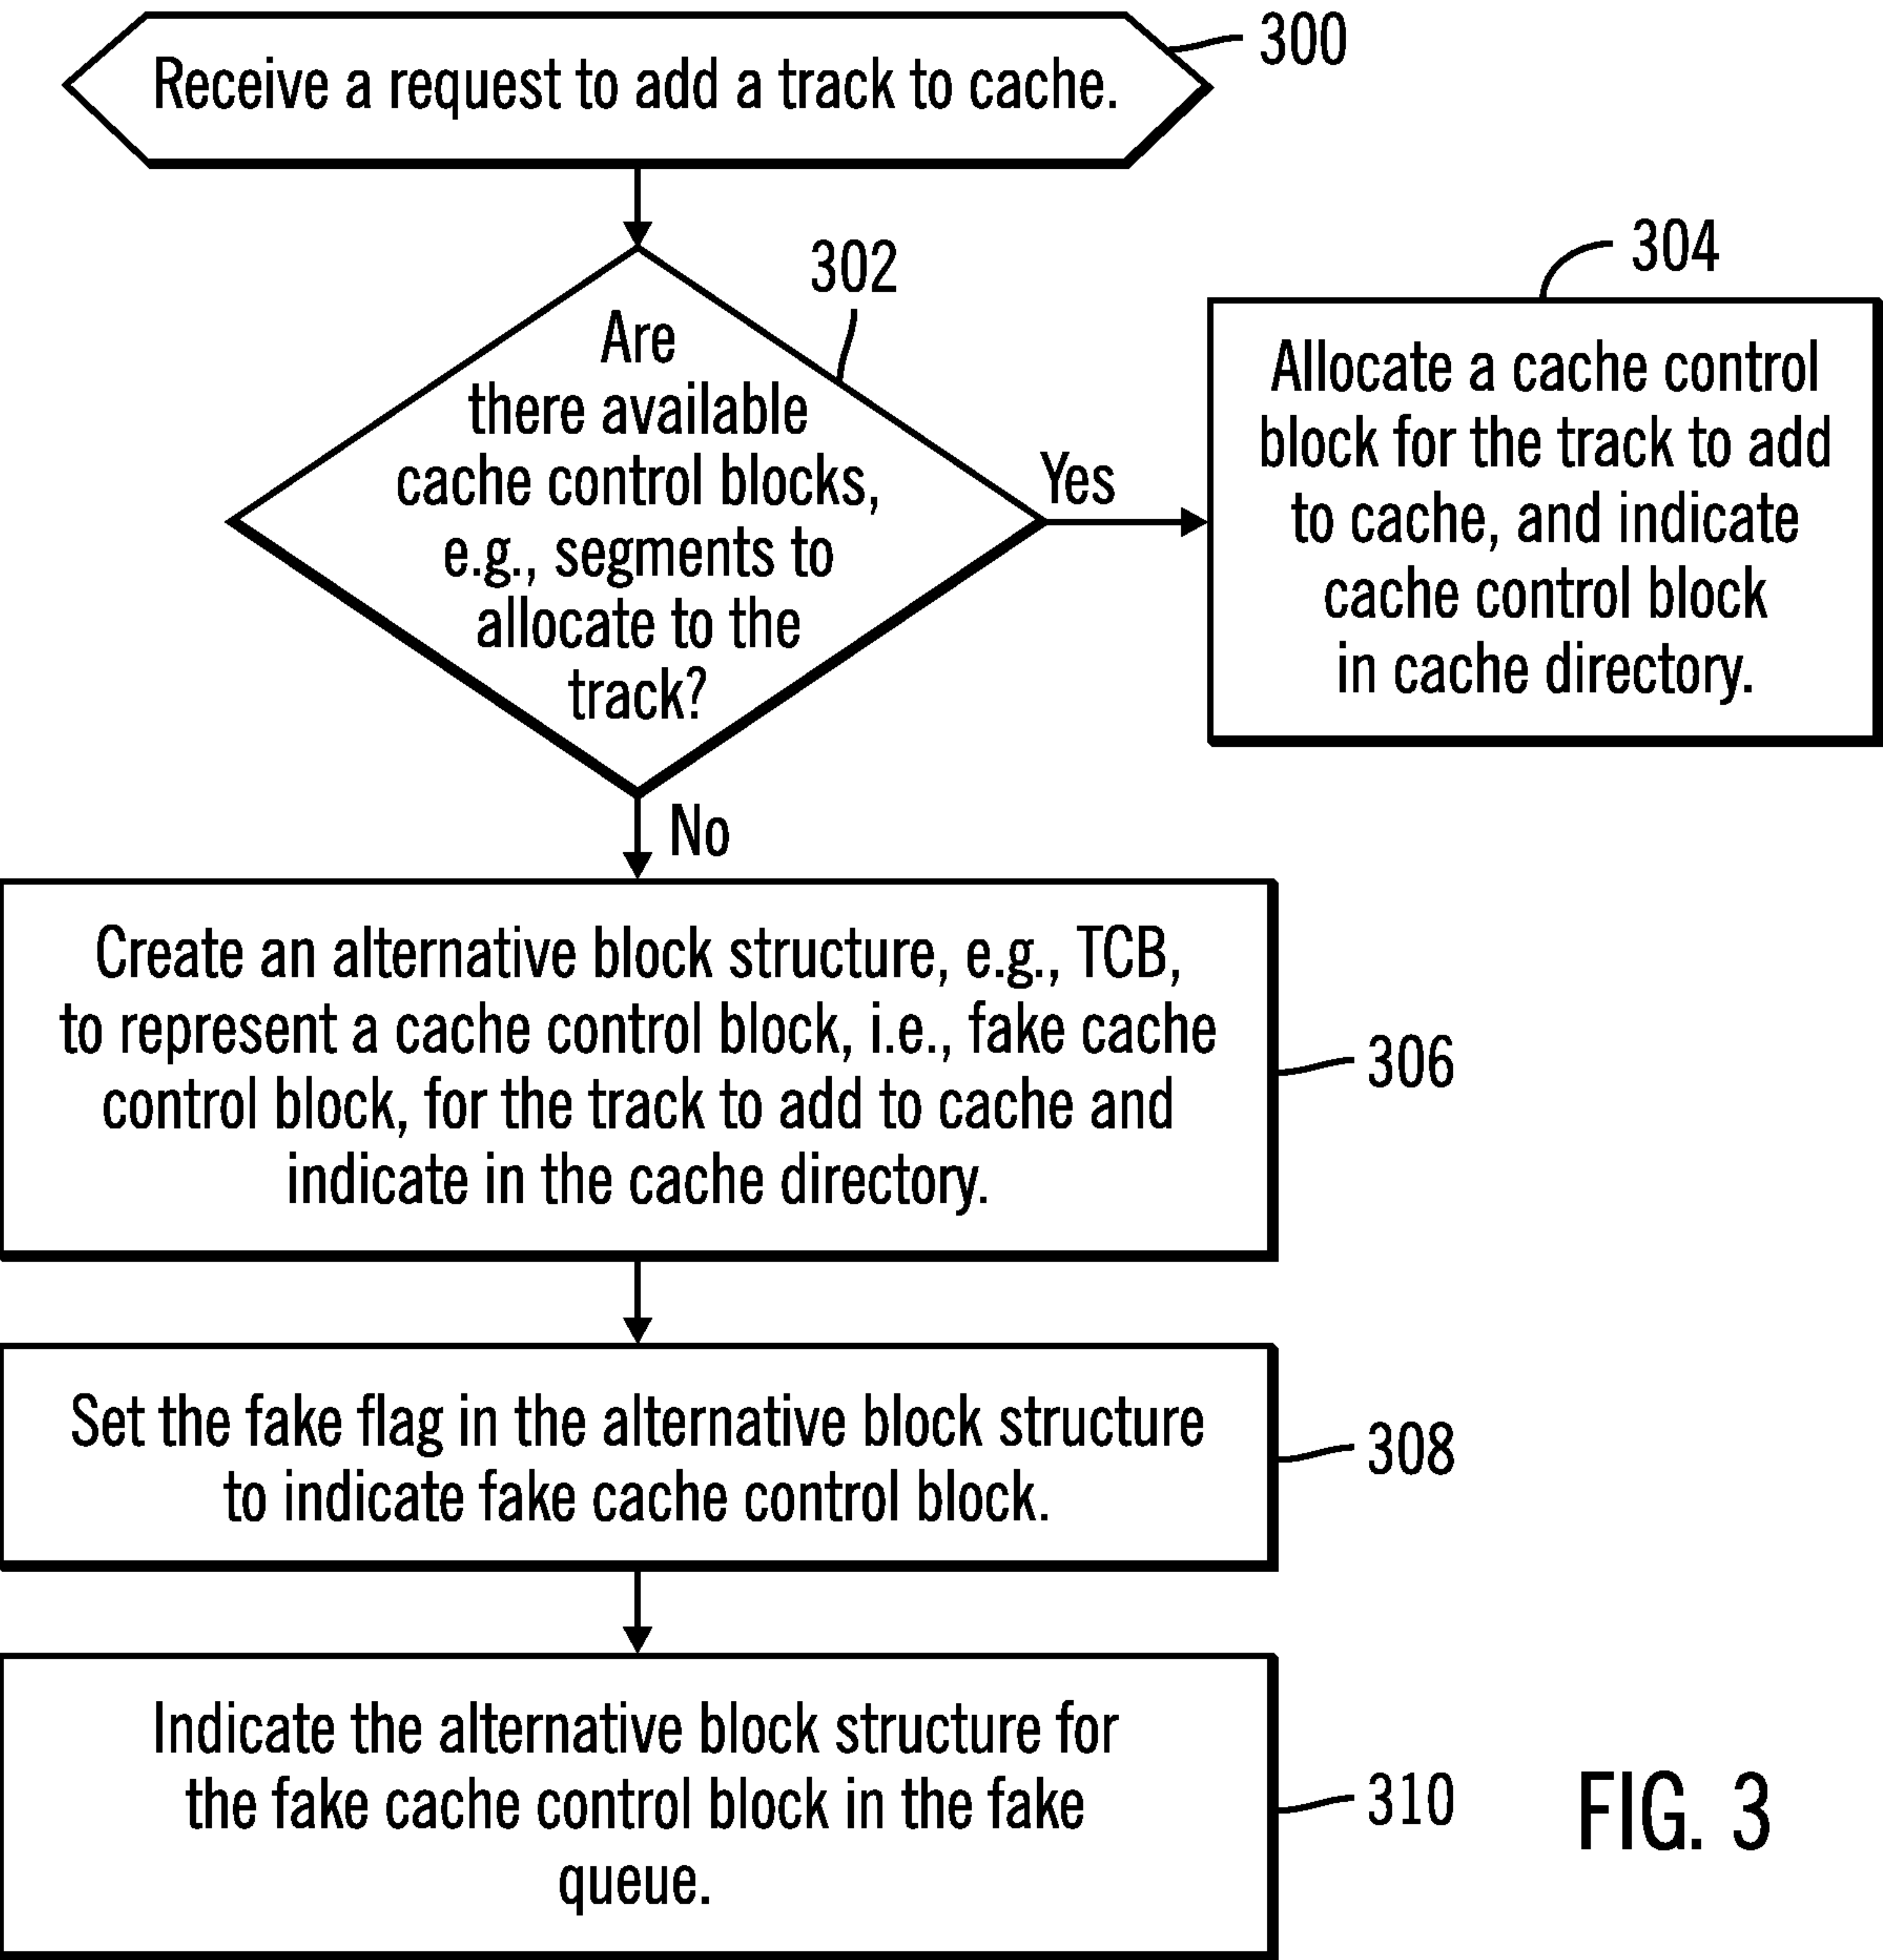 Receive a request to add a track to cache.
300
302
Are
there available
cache control blocks,
e.g., segments to
allocate to the
track?
Yes
304
Allocate a cache control
block for the track to add
to cache, and indicate
cache control block
in cache directory.
No
Create an alternative block structure, e.g., TCB,
to represent a cache control block, i.e., fake cache
control block, for the track to add to cache and
indicate in the cache directory.
306
Set the fake flag in the alternative block structure
to indicate fake cache control block.
308
Indicate the alternative block structure for
the fake cache control block in the fake
queue.
310
FIG. 3